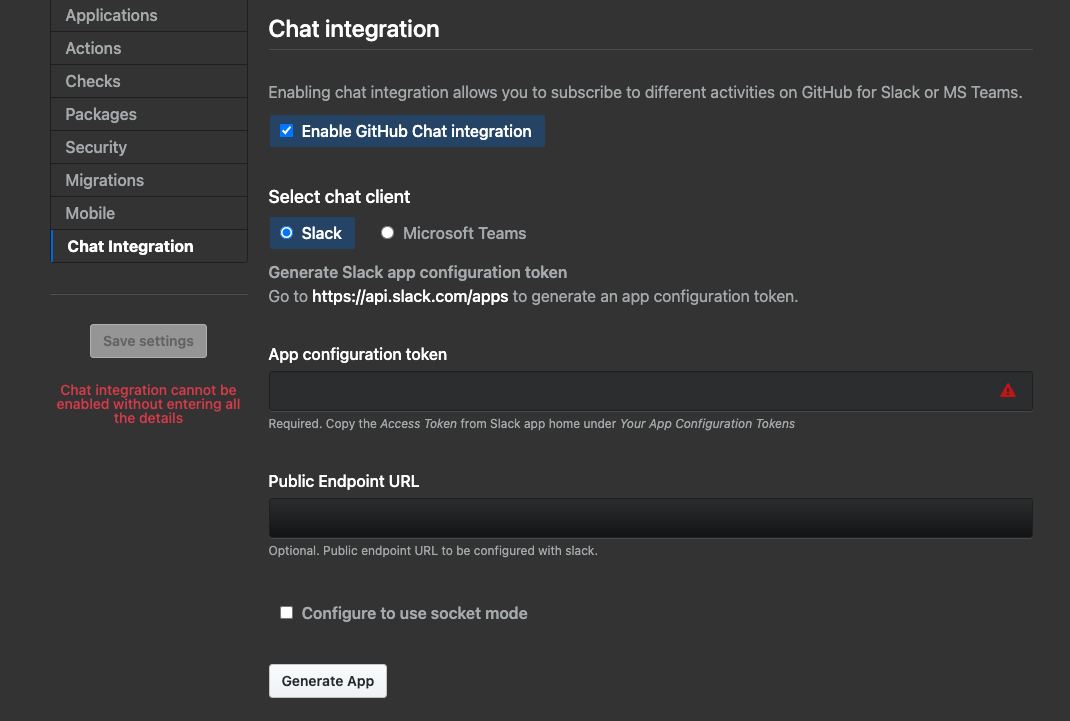 Applications
Actions
Checks
Packages
Security
Migrations
Mobile
Chat Integration
Save settings
Chat integration cannot be
enabled without entering all
the details
Chat integration
Enabling chat integration allows you to subscribe to different activities on GitHub for Slack or MS Teams.
Enable GitHub Chat integration
Select chat client
Slack
Microsoft Teams
Generate Slack app configuration token
Go to https://api.slack.com/apps to generate an app configuration token.
App configuration token
Required. Copy the Access Token from Slack app home under Your App Configuration Tokens
Public Endpoint URL
Optional. Public endpoint URL to be configured with slack.
Configure to use socket mode
Generate App